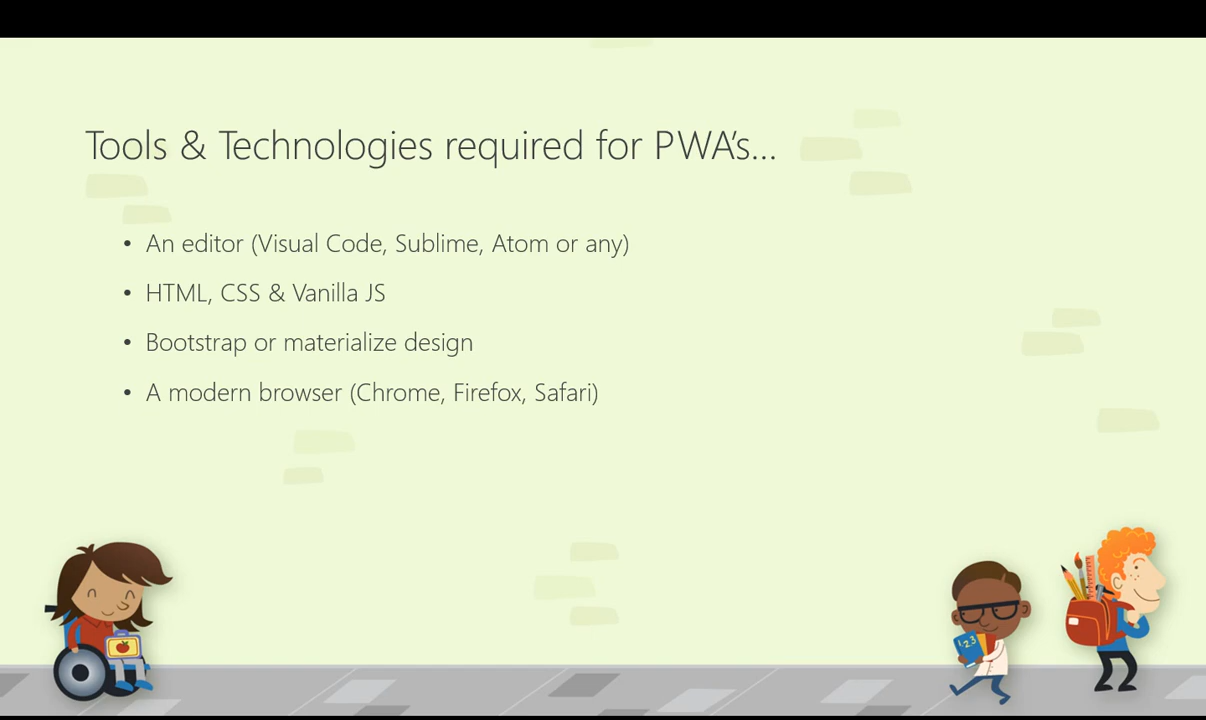 Tools & Technologies required for PWA's...
• An editor (Visual Code, Sublime, Atom or any)
• HTML, CSS & Vanilla JS
• Bootstrap or materialize design
• A modern browser (Chrome, Firefox, Safari)
123